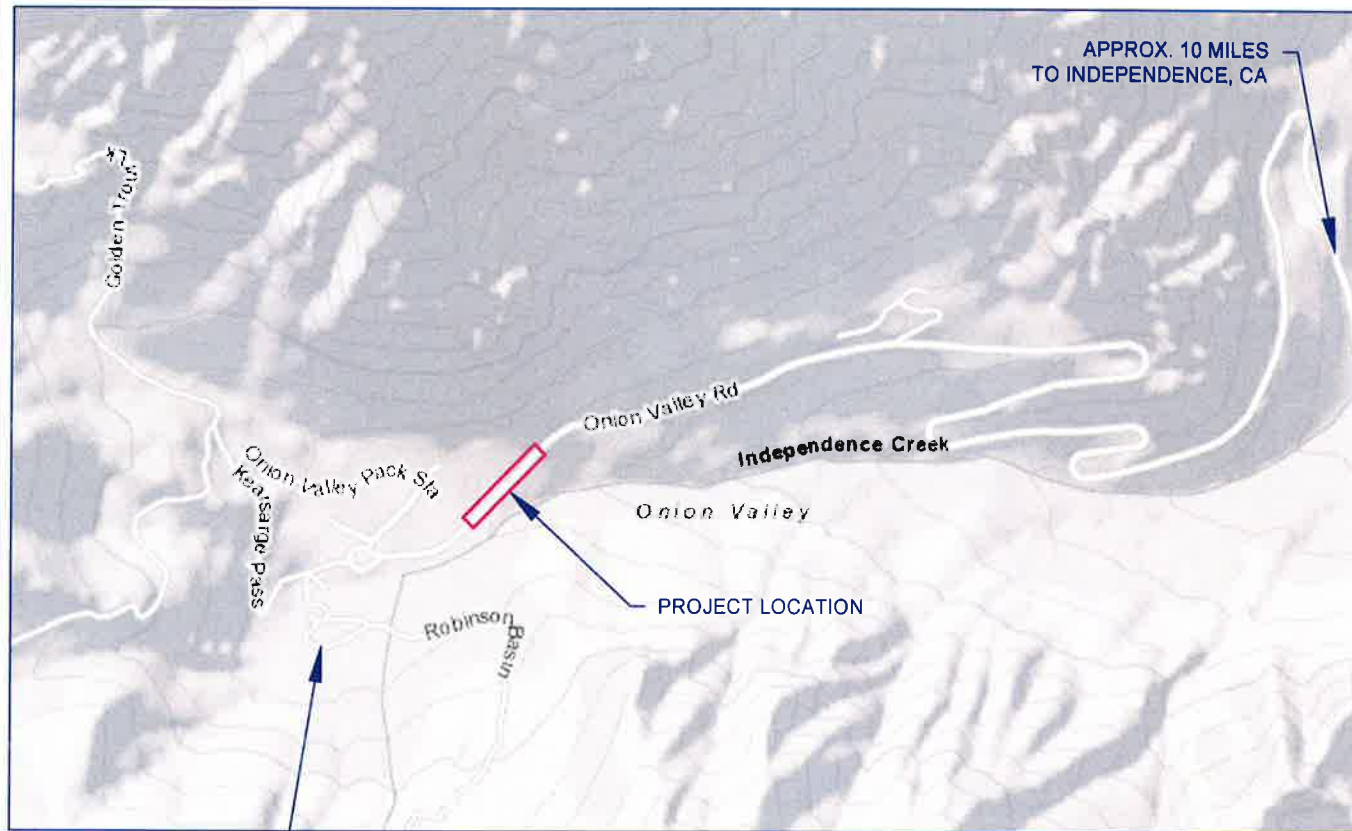 APPROX. 10 MILES
TO INDEPENDENCE, CA
Golden Trout Lk
Onion Valley Rd
Independence Creek
Onion Valley Pack Sta
Kearsarge Pass
Onion Valley
PROJECT LOCATION
Robinson Basin